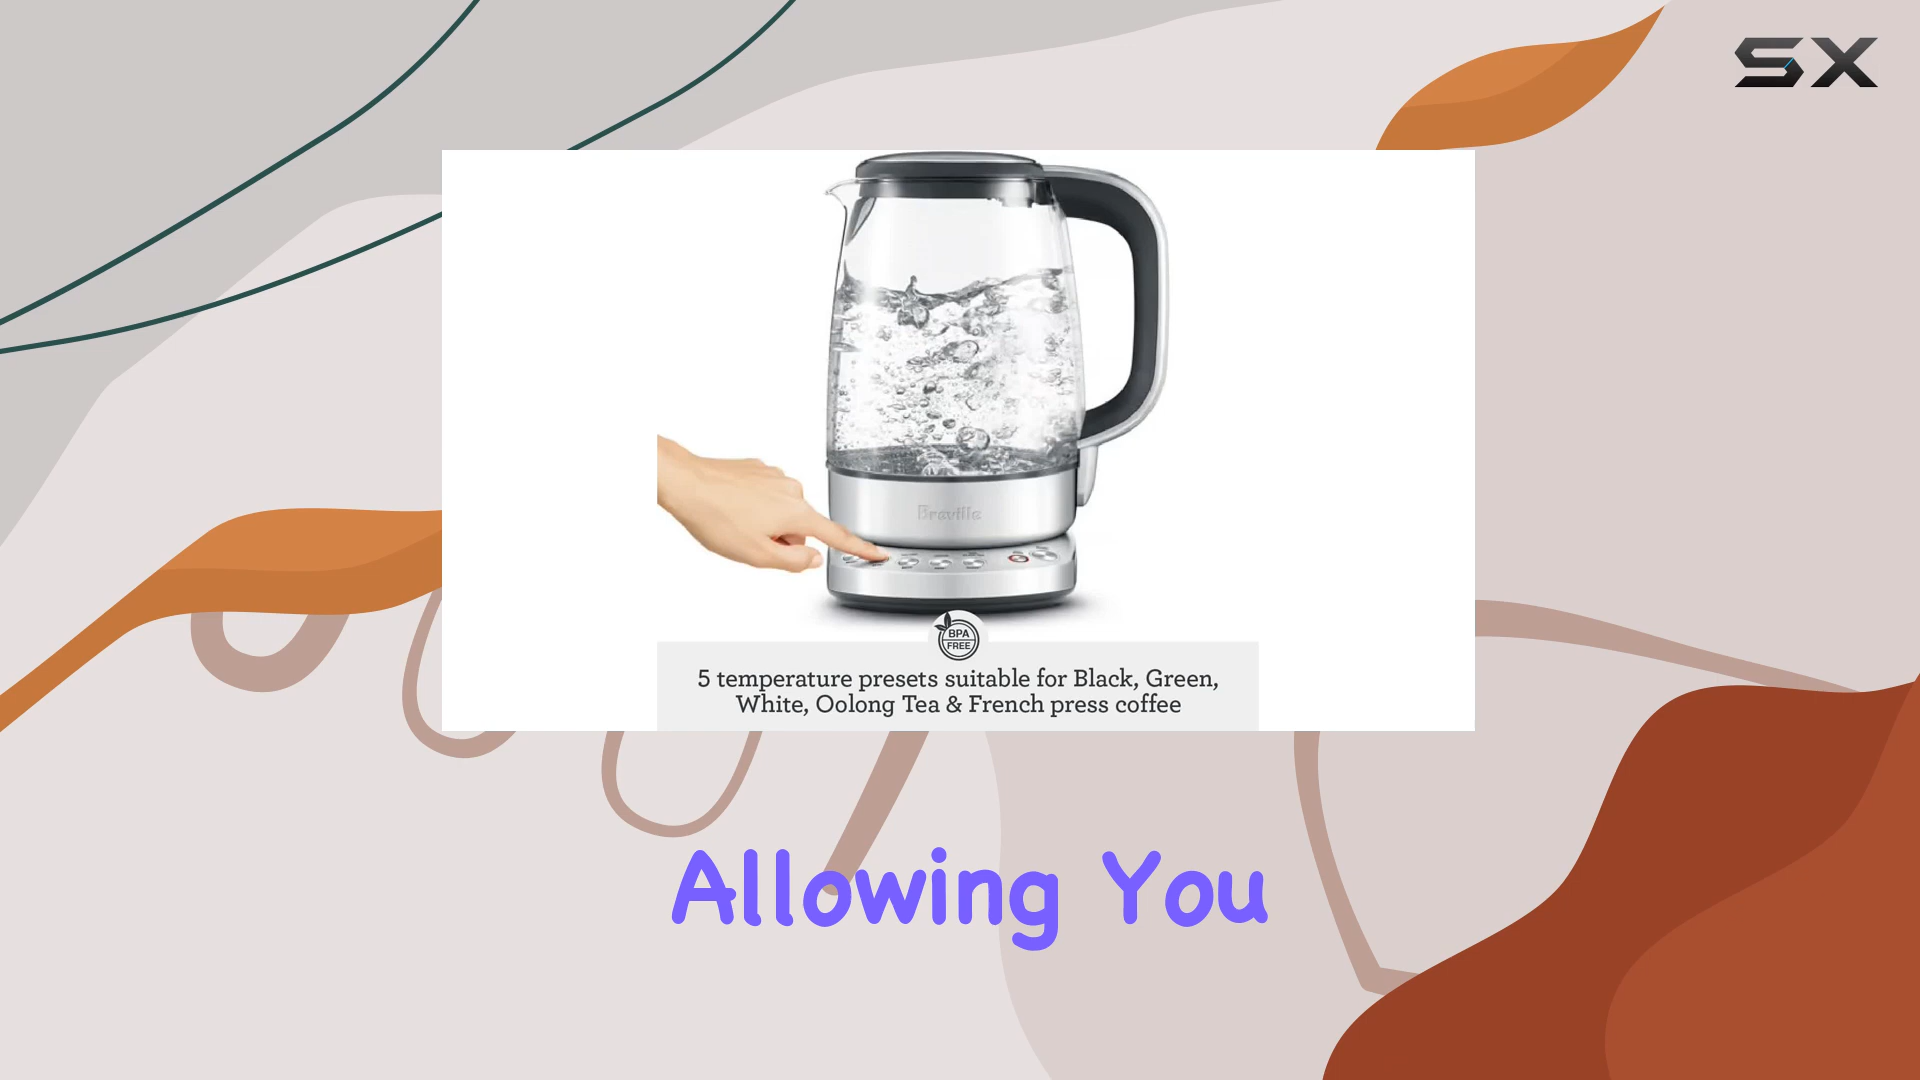 SX
Breville
BPA
FREE
5 temperature presets suitable for Black, Green,
White, Oolong Tea & French press coffee
Allowing You